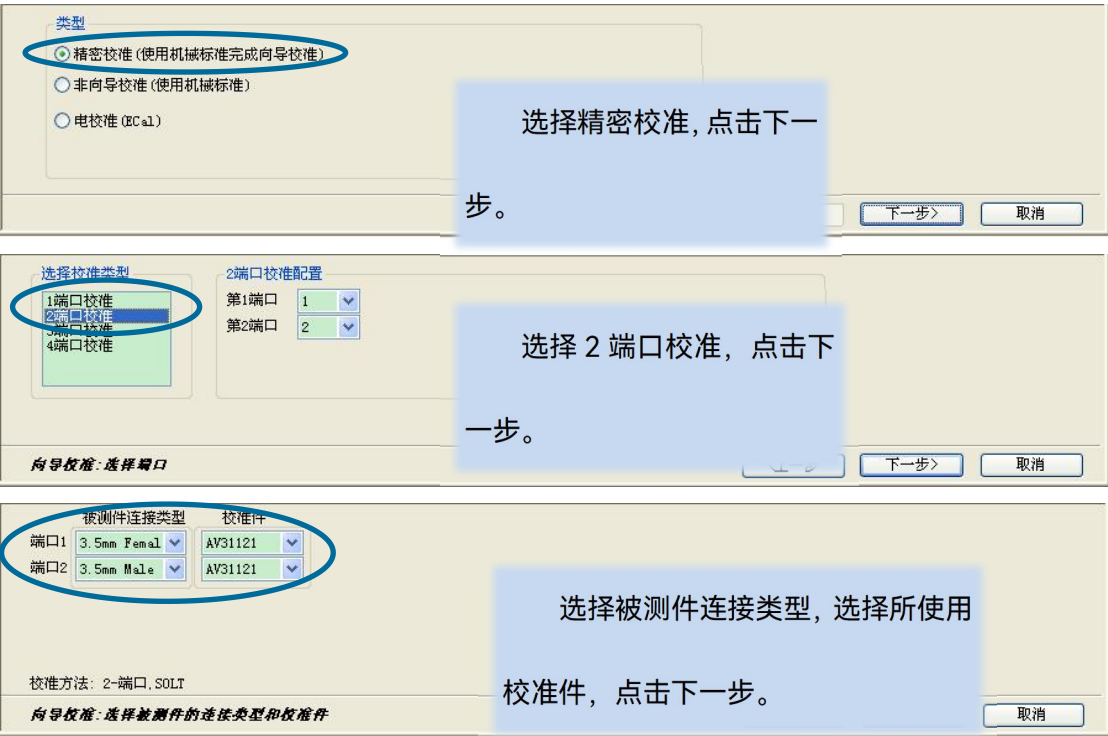 类型
精密校准(使用机械标准完成向导校准)
非向导校准(使用机械标准)
电校准(ECal)
选择精密校准,点击下一
步。
下一步> 取消
选择校准类型 2端口校准配置
1端口校准 第1端口 1
2端口校准 第2端口 2
3端口校准
4端口校准
选择 2 端口校准，点击下
一步。
向导校准:选择端口 下一步> 取消
被测件连接类型 校准件
端口1 3.5mm Femal AV31121
端口2 3.5mm Male AV31121
选择被测件连接类型，选择所使用
校准件，点击下一步。
校准方法: 2-端口,SOLT
向导校准:选择被测件的连接类型和校准件 取消